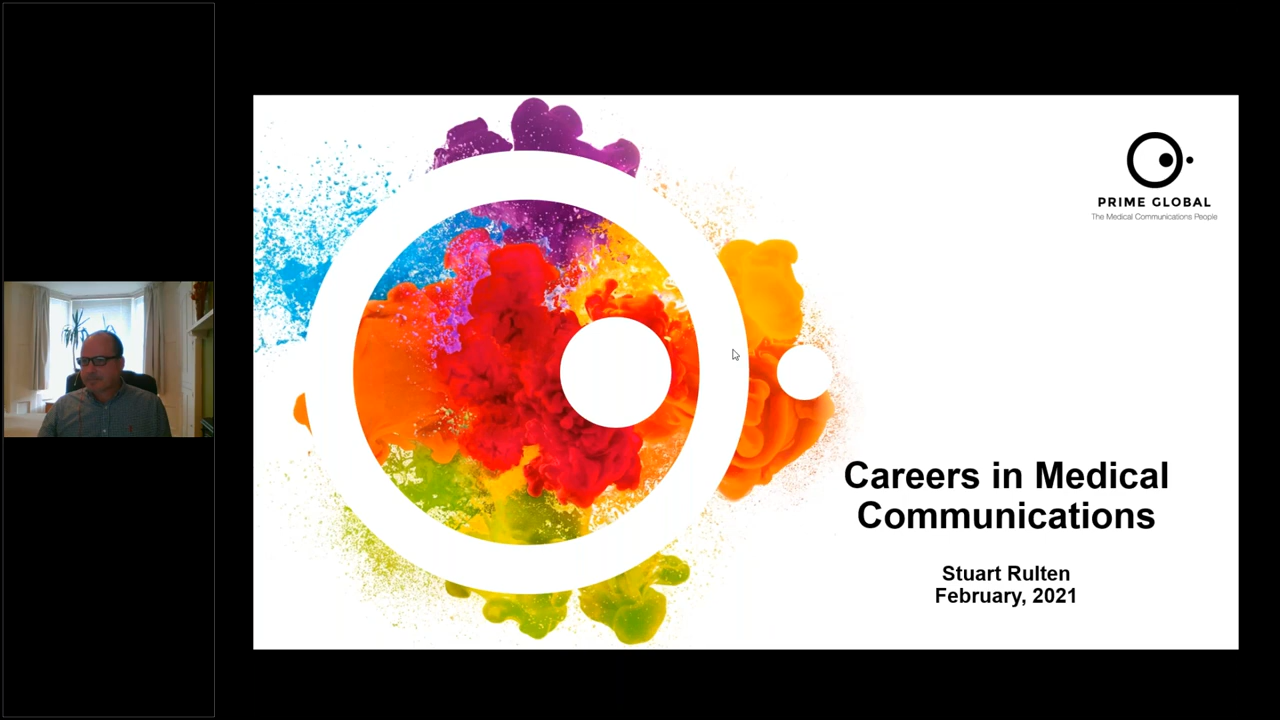 PRIME GLOBAL
The Medical Communications People
Careers in Medical
Communications
Stuart Rulten
February, 2021